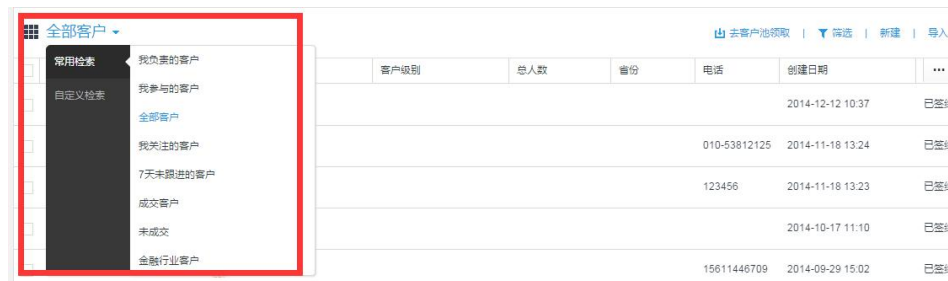 全部客户
去客户池领取 | 筛选 | 新建 | 导入
常用检索
自定义检索
我负责的客户
我参与的客户
全部客户
我关注的客户
7天未跟进的客户
成交客户
未成交
金融行业客户
客户级别 总人数 省份 电话 创建日期 ...
2014-12-12 10:37 已签
010-53812125 2014-11-18 13:24 已签
123456 2014-11-18 13:23 已签
2014-10-17 11:10 已签
15611446709 2014-09-29 15:02 已签